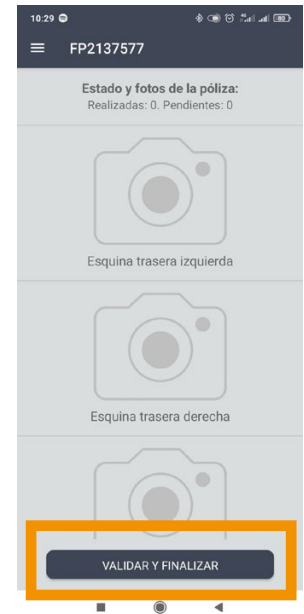 10:29
FP2137577
Estado y fotos de la póliza:
Realizadas: 0. Pendientes: 0
Esquina trasera izquierda
Esquina trasera derecha
VALIDAR Y FINALIZAR